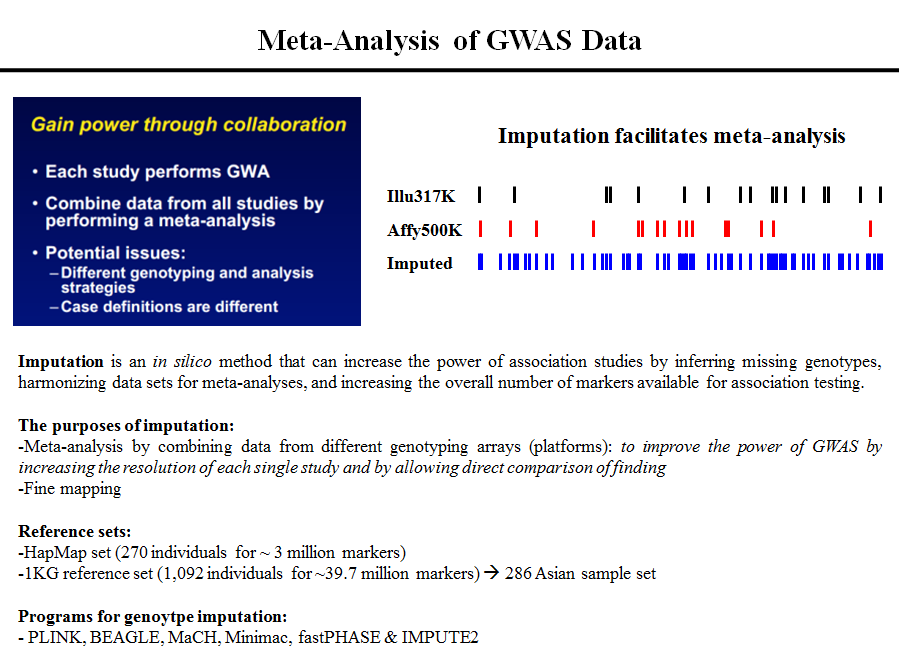 Meta-Analysis of GWAS Data
Gain power through collaboration
• Each study performs GWA
• Combine data from all studies by
performing a meta-analysis
• Potential issues:
–Different genotyping and analysis
strategies
–Case definitions are different
Imputation facilitates meta-analysis
Illu317K
Affy500K
Imputed
Imputation is an in silico method that can increase the power of association studies by inferring missing genotypes,
harmonizing data sets for meta-analyses, and increasing the overall number of markers available for association testing.
The purposes of imputation:
-Meta-analysis by combining data from different genotyping arrays (platforms): to improve the power of GWAS by
increasing the resolution of each single study and by allowing direct comparison of finding
-Fine mapping
Reference sets:
-HapMap set (270 individuals for ~ 3 million markers)
-1KG reference set (1,092 individuals for ~39.7 million markers) → 286 Asian sample set
Programs for genoytpe imputation:
- PLINK, BEAGLE, MaCH, Minimac, fastPHASE & IMPUTE2